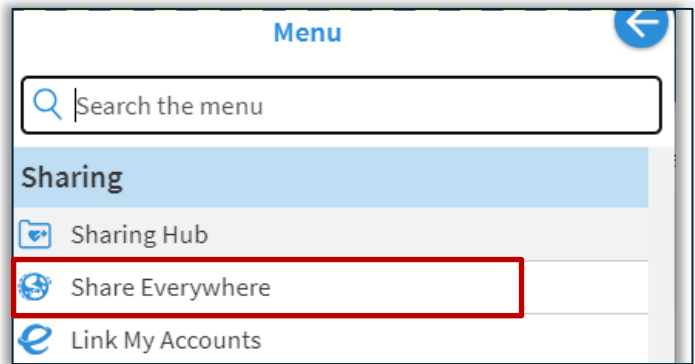 Menu
Search the menu
Sharing
Sharing Hub
Share Everywhere
Link My Accounts